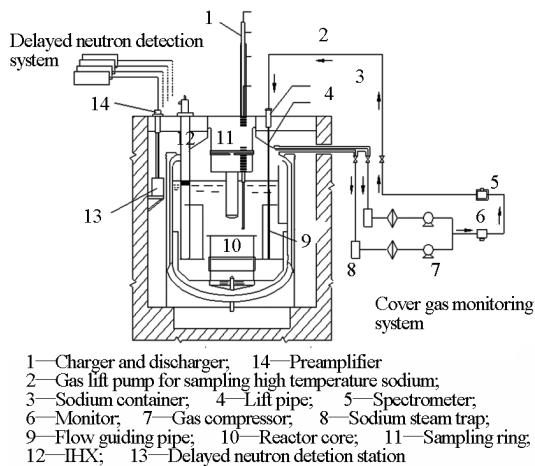 1
2
Delayed neutron detection
system
3
4
14
12
11
5
13
6
10
9
8
7
Cover gas monitoring
system
1—Charger and discharger; 14—Preamplifier
2—Gas lift pump for sampling high temperature sodium;
3—Sodium container; 4—Lift pipe; 5—Spectrometer;
6—Monitor; 7—Gas compressor; 8—Sodium steam trap;
9—Flow guiding pipe; 10—Reactor core; 11—Sampling ring;
12—IHX; 13—Delayed neutron detetion station